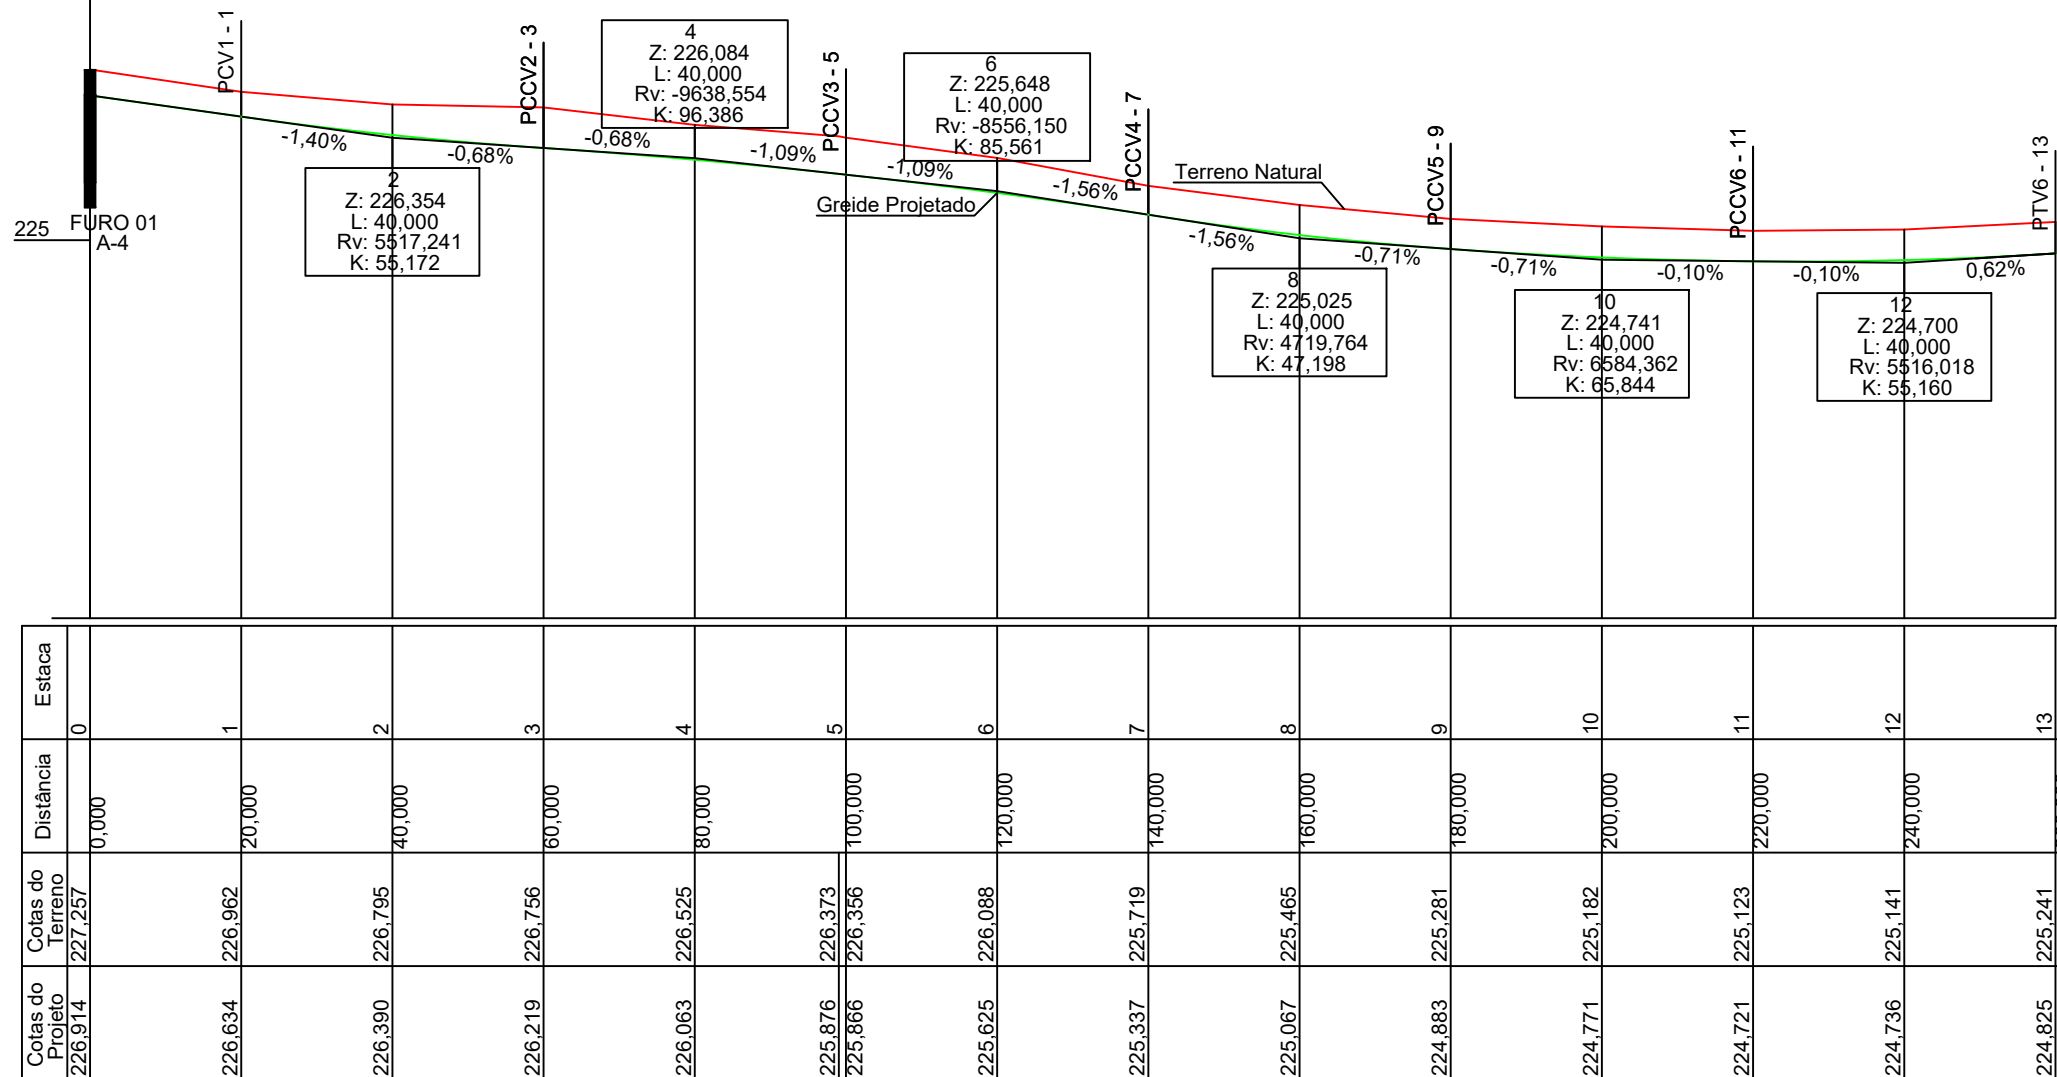 PCV1 - 1
PCCV2 - 3
4
Z: 226,084
L: 40,000
Rv: -9638,554
K: 96,386
PCCV3 - 5
6
Z: 225,648
L: 40,000
Rv: -8556,150
K: 85,561
PCCV4 - 7
PCCV5 - 9
PCCV6 - 11
PTV6 - 13
-1,40%
-0,68%
-0,68%
-1,09%
-1,09%
-1,56%
-1,56%
-0,71%
-0,71%
-0,10%
-0,10%
0,62%
Terreno Natural
Greide Projetado
225
FURO 01
A-4
2
Z: 226,354
L: 40,000
Rv: 5517,241
K: 55,172
8
Z: 225,025
L: 40,000
Rv: 4719,764
K: 47,198
10
Z: 224,741
L: 40,000
Rv: 6584,362
K: 65,844
12
Z: 224,700
L: 40,000
Rv: 5516,018
K: 55,160
Estaca
0
1
2
3
4
5
6
7
8
9
10
11
12
13
Distância
0,000
20,000
40,000
60,000
80,000
100,000
120,000
140,000
160,000
180,000
200,000
220,000
240,000
Cotas do
Terreno
227,257
226,962
226,795
226,756
226,525
226,373
226,356
226,088
225,719
225,465
225,281
225,182
225,123
225,141
225,241
Cotas do
Projeto
226,914
226,634
226,390
226,219
226,063
225,876
225,866
225,625
225,337
225,067
224,883
224,771
224,721
224,736
224,825